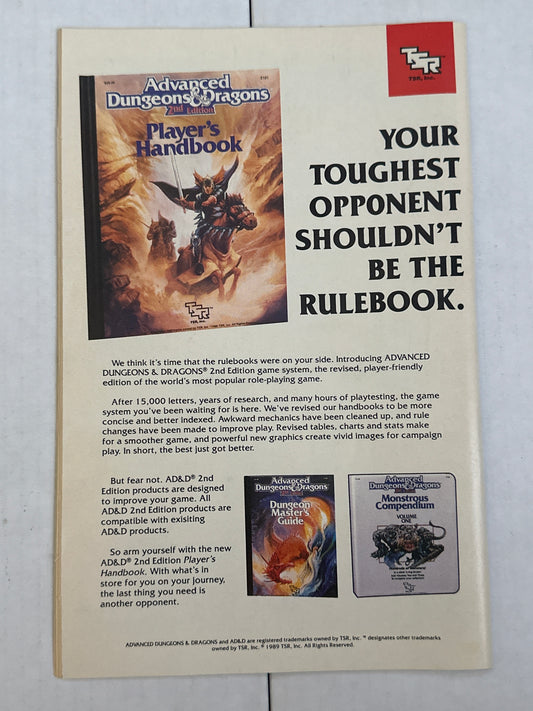 TSR
TSR, Inc.
Advanced
Dungeons & Dragons
2nd Edition
Player's
Handbook
TSR
TSR, Inc.
YOUR
TOUGHEST
OPPONENT
SHOULDN'T
BE THE
RULEBOOK.
We think it's time that the rulebooks were on your side. Introducing ADVANCED
DUNGEONS & DRAGONS® 2nd Edition game system, the revised, player-friendly
edition of the world's most popular role-playing game.
After 15,000 letters, years of research, and many hours of playtesting, the game
system you've been waiting for is here. We've revised our handbooks to be more
concise and better indexed. Awkward mechanics have been cleaned up, and rule
changes have been made to improve play. Revised tables, charts and stats make
for a smoother game, and powerful new graphics create vivid images for campaign
play. In short, the best just got better.
But fear not. AD&D® 2nd
Edition products are designed
to improve your game. All
AD&D 2nd Edition products are
compatible with exisiting
AD&D products.
So arm yourself with the new
AD&D® 2nd Edition Player's
Handbook. With what's in
store for you on your journey,
the last thing you need is
another opponent.
Advanced
Dungeons & Dragons
Dungeon
Master's
Guide
Advanced
Dungeons & Dragons
Monstrous
Compendium
VOLUME
ONE
ADVANCED DUNGEONS & DRAGONS and AD&D are registered trademarks owned by TSR, Inc. ™ designates other trademarks
owned by TSR, Inc. © 1989 TSR, Inc. All Rights Reserved.